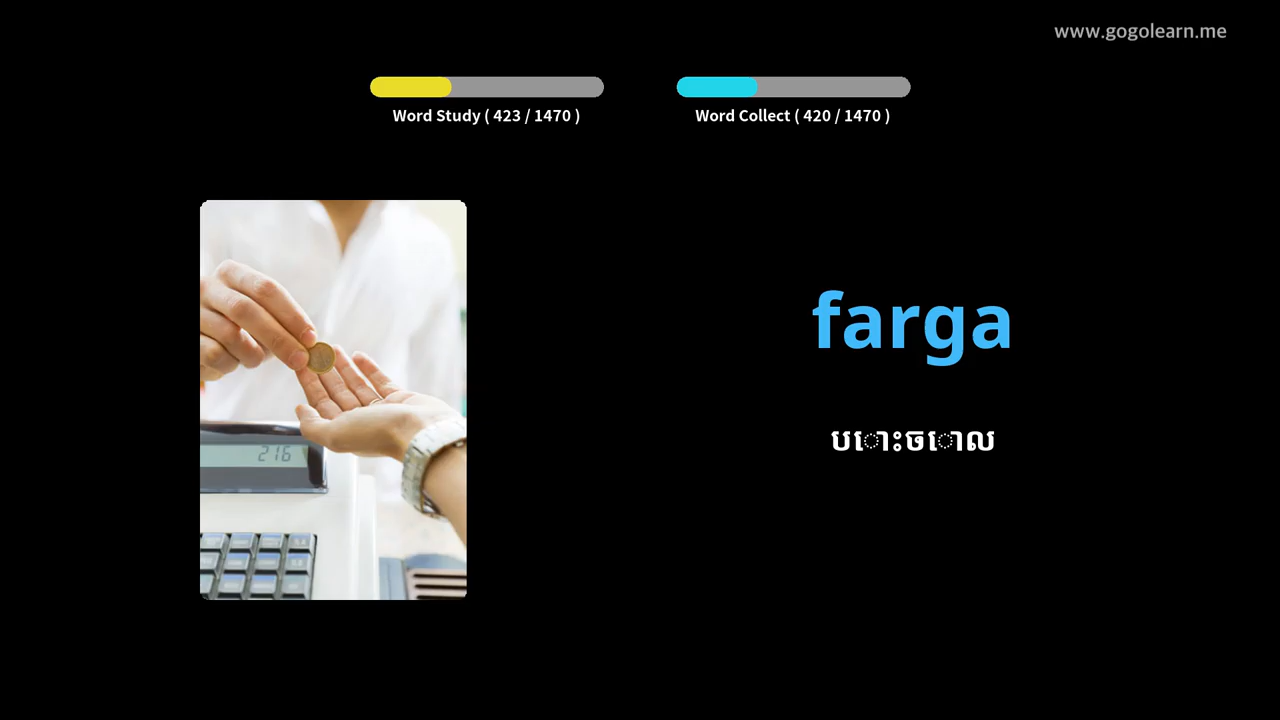 www.gogolearn.me
Word Study ( 423 / 1470 )
Word Collect ( 420 / 1470 )
216
farga
បោះចោល